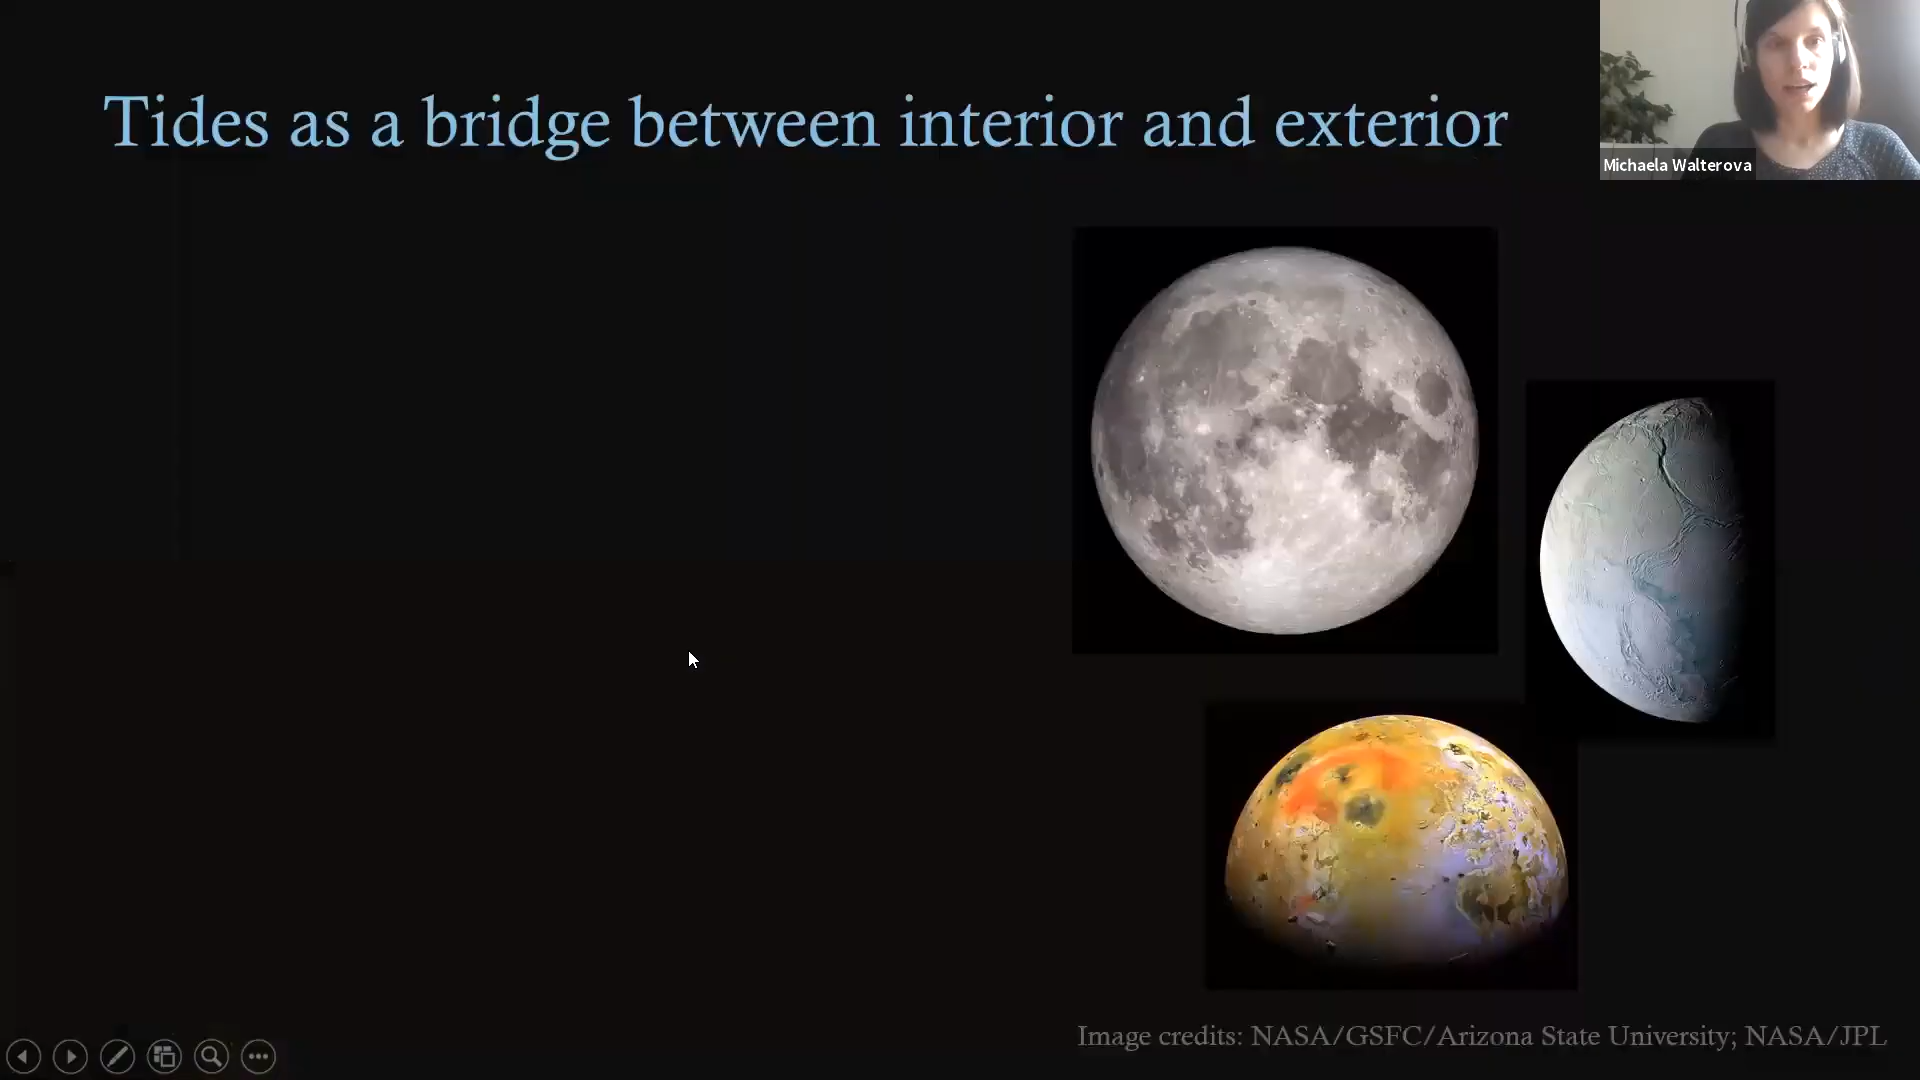 Tides as a bridge between interior and exterior
Michaela Walterova
Image credits: NASA/GSFC/Arizona State University; NASA/JPL